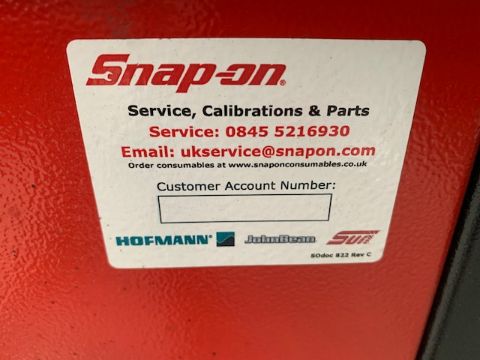 Snap-on®
Service, Calibrations & Parts
Service: 0845 5216930
Email: ukservice@snapon.com
Order consumables at www.snaponconsumables.co.uk
Customer Account Number:
HOFMANN® JohnBean Sun
SOdoc 822 Rev C